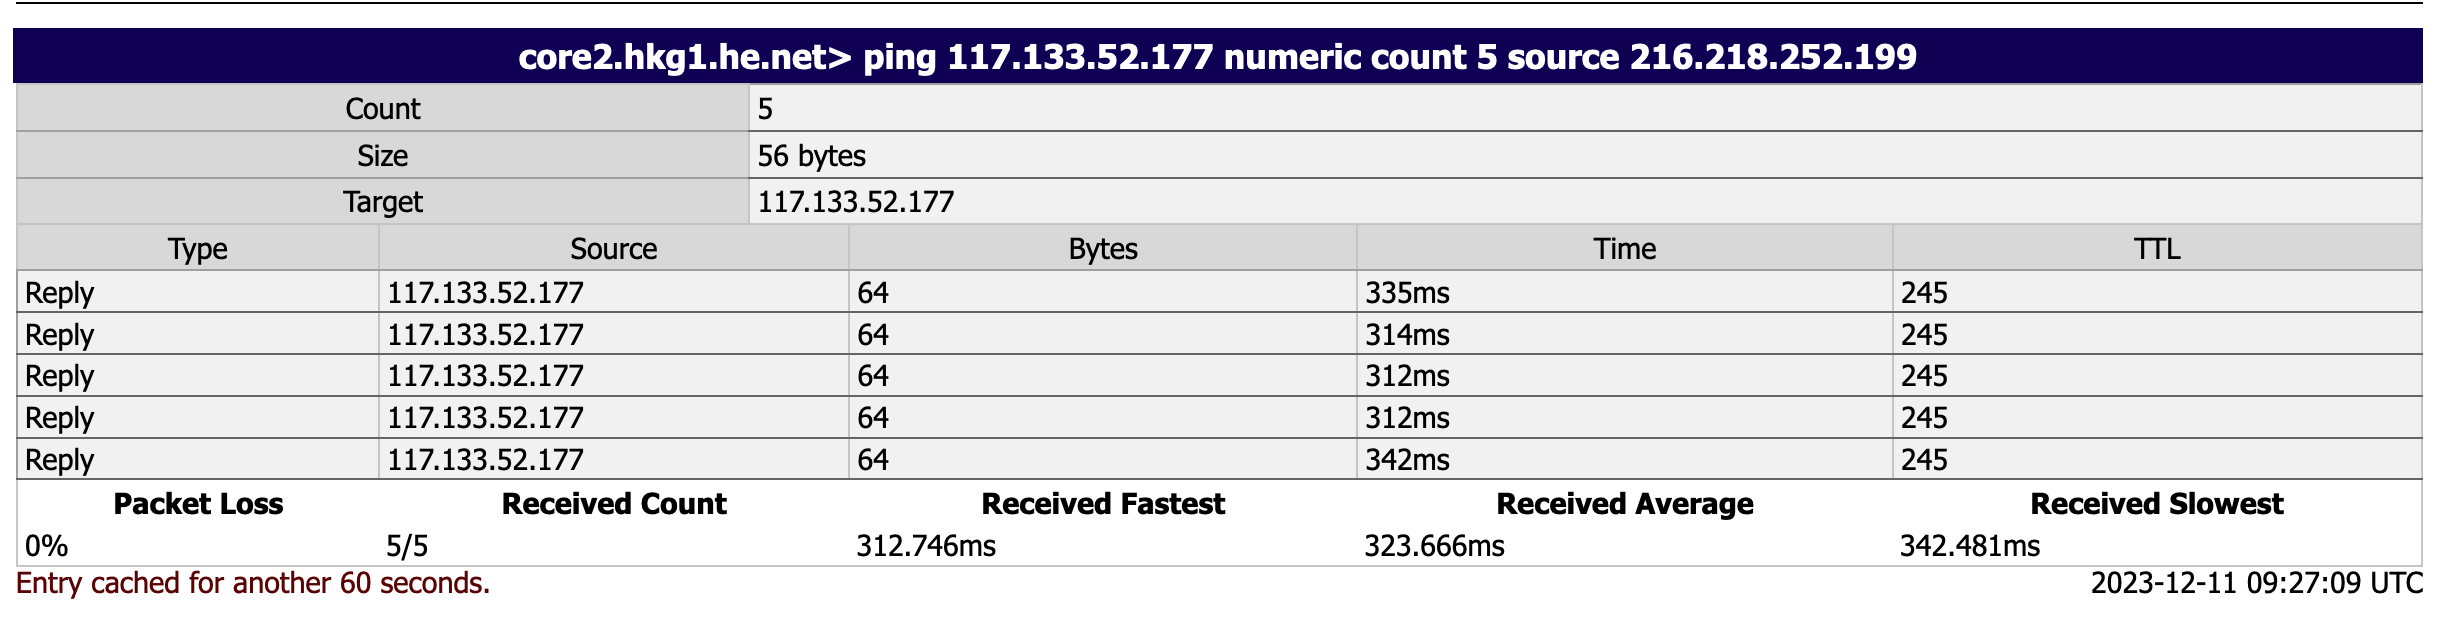 core2.hkg1.he.net> ping 117.133.52.177 numeric count 5 source 216.218.252.199
Count 5
Size 56 bytes
Target 117.133.52.177
Type Source Bytes Time TTL
Reply 117.133.52.177 64 335ms 245
Reply 117.133.52.177 64 314ms 245
Reply 117.133.52.177 64 312ms 245
Reply 117.133.52.177 64 312ms 245
Reply 117.133.52.177 64 342ms 245
Packet Loss Received Count Received Fastest Received Average Received Slowest
0% 5/5 312.746ms 323.666ms 342.481ms
Entry cached for another 60 seconds. 2023-12-11 09:27:09 UTC